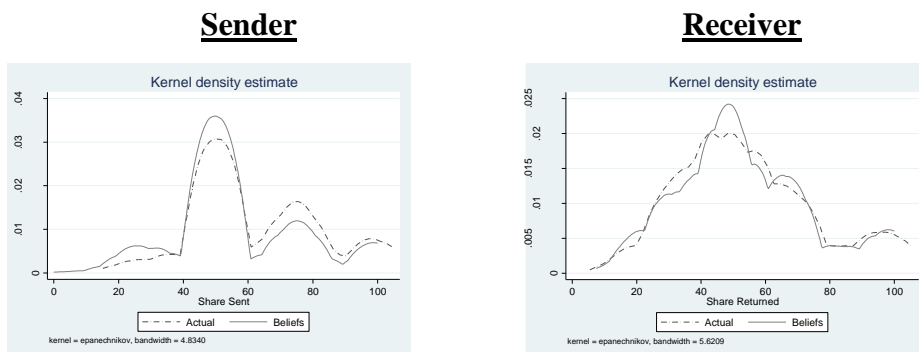 Sender
Receiver
Kernel density estimate
.04
.03
.02
.01
0
0 20 40 60 80 100
Share Sent
Actual Beliefs
kernel = epanechnikov, bandwidth = 4.8340
Kernel density estimate
.025
.02
.015
.01
.005
0
0 20 40 60 80 100
Share Returned
Actual Beliefs
kernel = epanechnikov, bandwidth = 5.6209